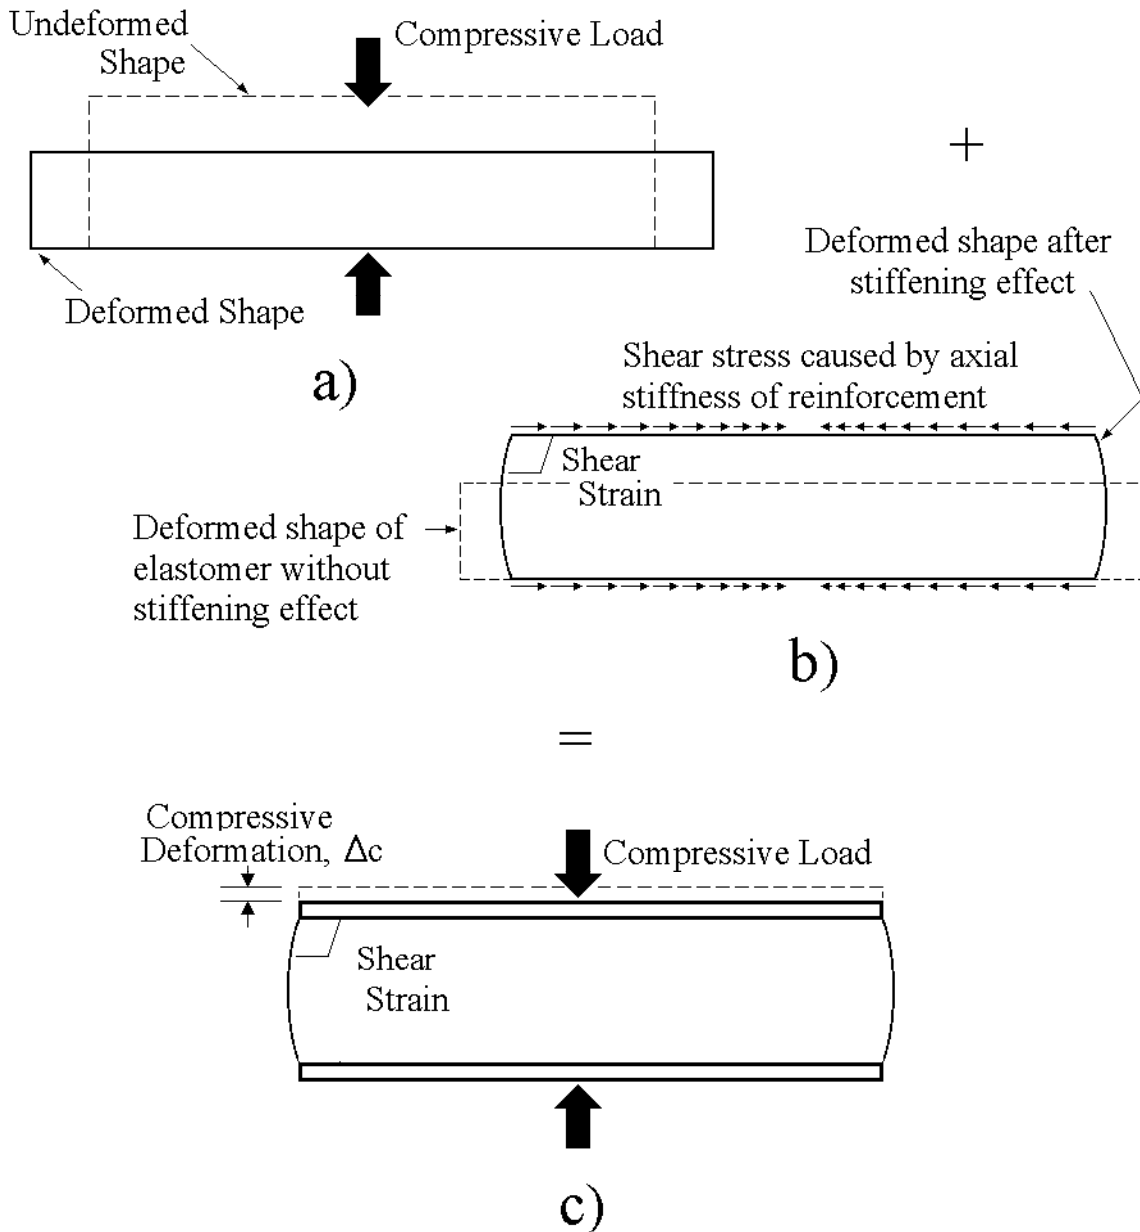 Undeformed
Shape
Compressive Load
+
Deformed Shape
a)
Deformed shape after
stiffening effect
Shear stress caused by axial
stiffness of reinforcement
Shear
Strain
Deformed shape of
elastomer without
stiffening effect
b)
=
Compressive
Deformation, Δc
Compressive Load
Shear
Strain
c)